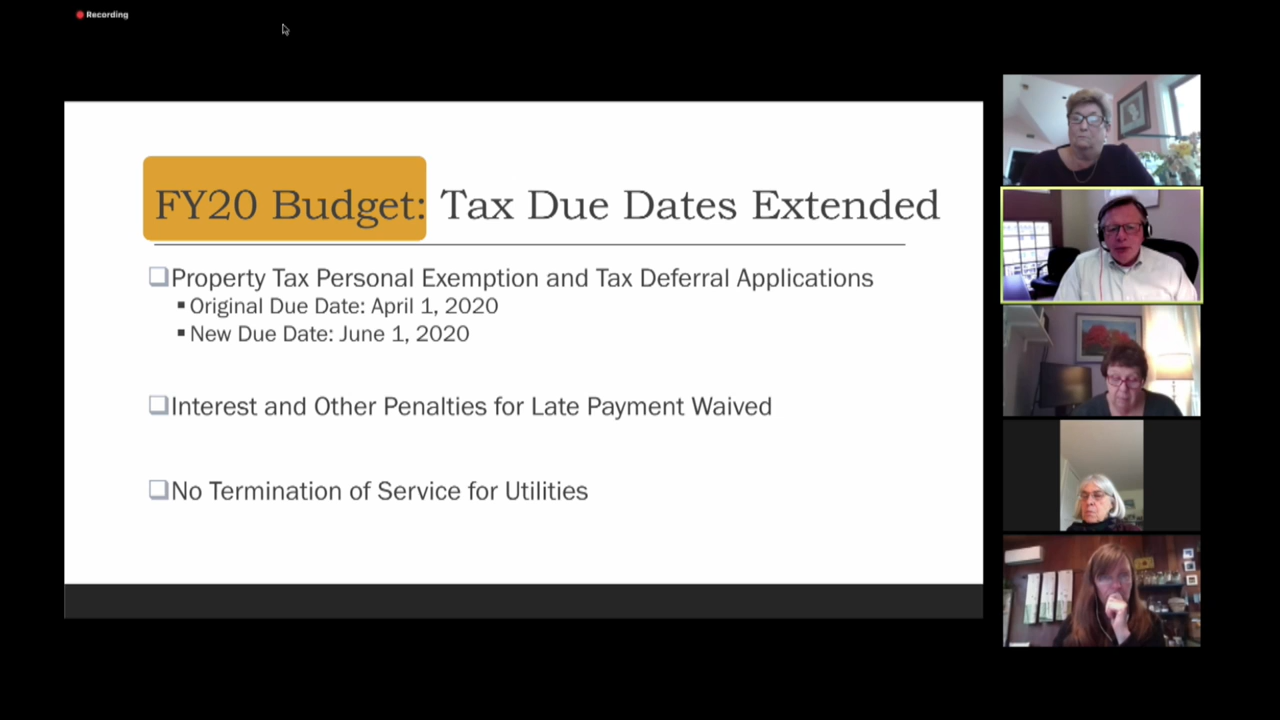 Recording
FY20 Budget: Tax Due Dates Extended
Property Tax Personal Exemption and Tax Deferral Applications
Original Due Date: April 1, 2020
New Due Date: June 1, 2020
Interest and Other Penalties for Late Payment Waived
No Termination of Service for Utilities